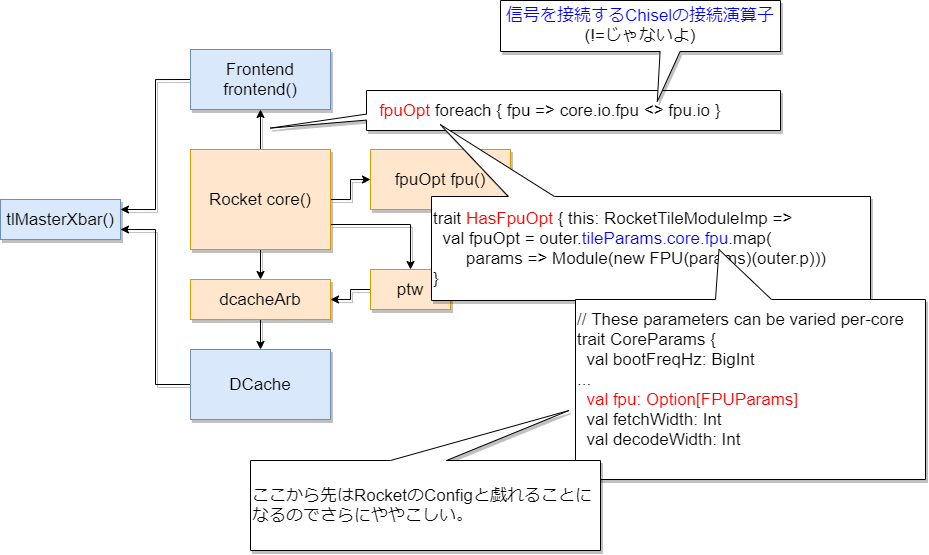 信号を接続するChiselの接続演算子
(!=じゃないよ)
Frontend
frontend()
fpuOpt foreach { fpu => core.io.fpu <> fpu.io }
Rocket core()
fpuOpt fpu()
tlMasterXbar()
trait HasFpuOpt { this: RocketTileModuleImp =>
val fpuOpt = outer.tileParams.core.fpu.map(
params => Module(new FPU(params)(outer.p)))
}
dcacheArb
ptw
DCache
// These parameters can be varied per-core
trait CoreParams {
val bootFreqHz: BigInt
...
val fpu: Option[FPUParams]
val fetchWidth: Int
val decodeWidth: Int
ここから先はRocketのConfigと戯れることに
なるのでさらにややこしい。